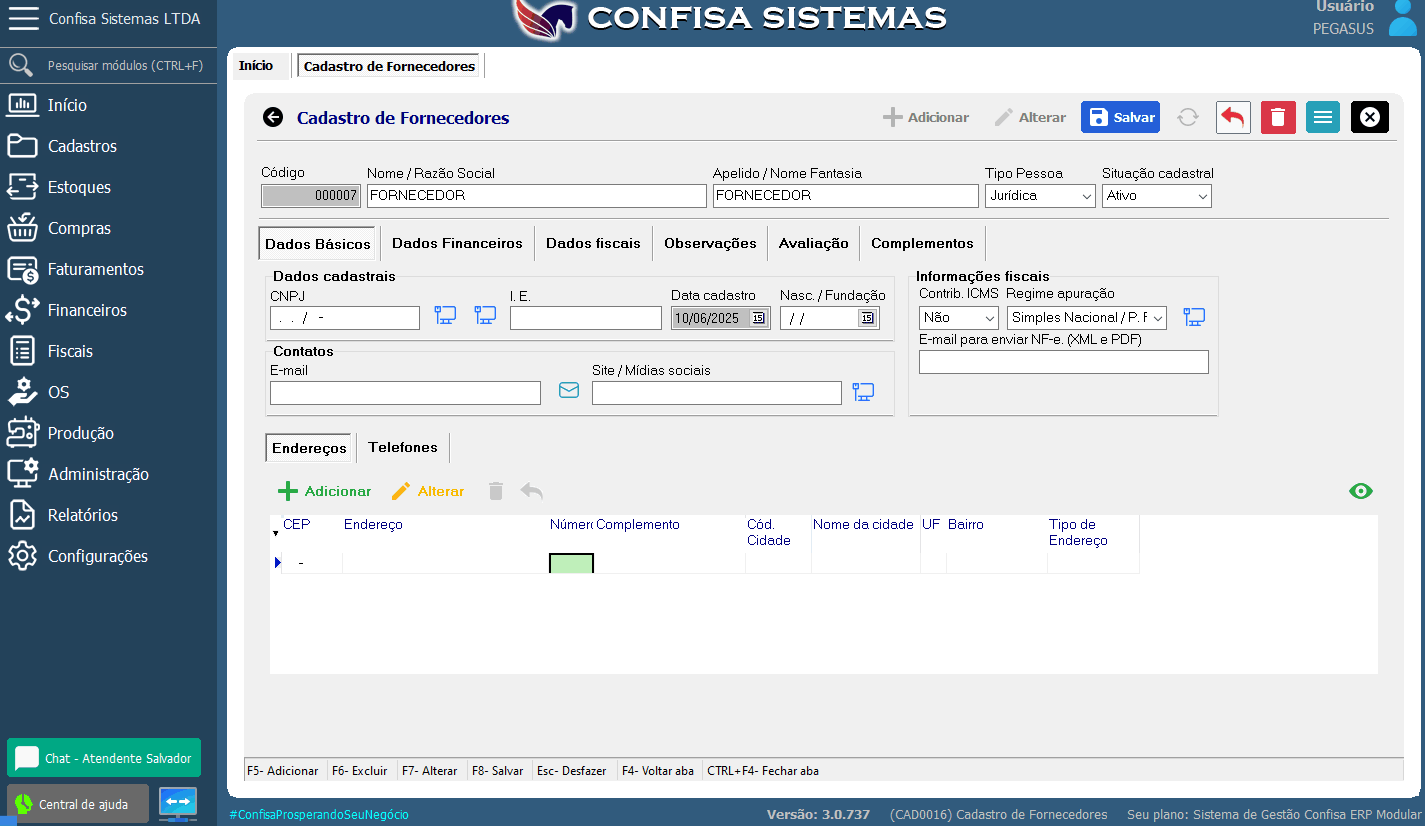 Confisa Sistemas LTDA
CONFISA SISTEMAS
Usuário
PEGASUS
Pesquisar módulos (CTRL+F)
Início
Cadastros
Estoques
Compras
Faturamentos
Financeiros
Fiscais
OS
Produção
Administração
Relatórios
Configurações
Chat - Atendente Salvador
Central de ajuda
Início Cadastro de Fornecedores
Cadastro de Fornecedores Adicionar Alterar Salvar
Código Nome / Razão Social Apelido / Nome Fantasia Tipo Pessoa Situação cadastral
000007 FORNECEDOR FORNECEDOR Jurídica Ativo
Dados Básicos Dados Financeiros Dados fiscais Observações Avaliação Complementos
Dados cadastrais
CNPJ I. E. Data cadastro Nasc. / Fundação
. . / - 10/06/2025 15 / / 15
Contatos
E-mail Site / Mídias sociais
Informações fiscais
Contrib. ICMS Regime apuração
Não Simples Nacional / P. F
E-mail para enviar NF-e. (XML e PDF)
Endereços Telefones
Adicionar Alterar
CEP Endereço Númer Complemento Cód. Cidade Nome da cidade UF Bairro Tipo de Endereço
-
F5- Adicionar F6- Excluir F7- Alterar F8- Salvar Esc- Desfazer F4- Voltar aba CTRL+F4- Fechar aba
#ConfisaProsperandoSeuNegócio Versão: 3.0.737 (CAD0016) Cadastro de Fornecedores Seu plano: Sistema de Gestão Confisa ERP Modular